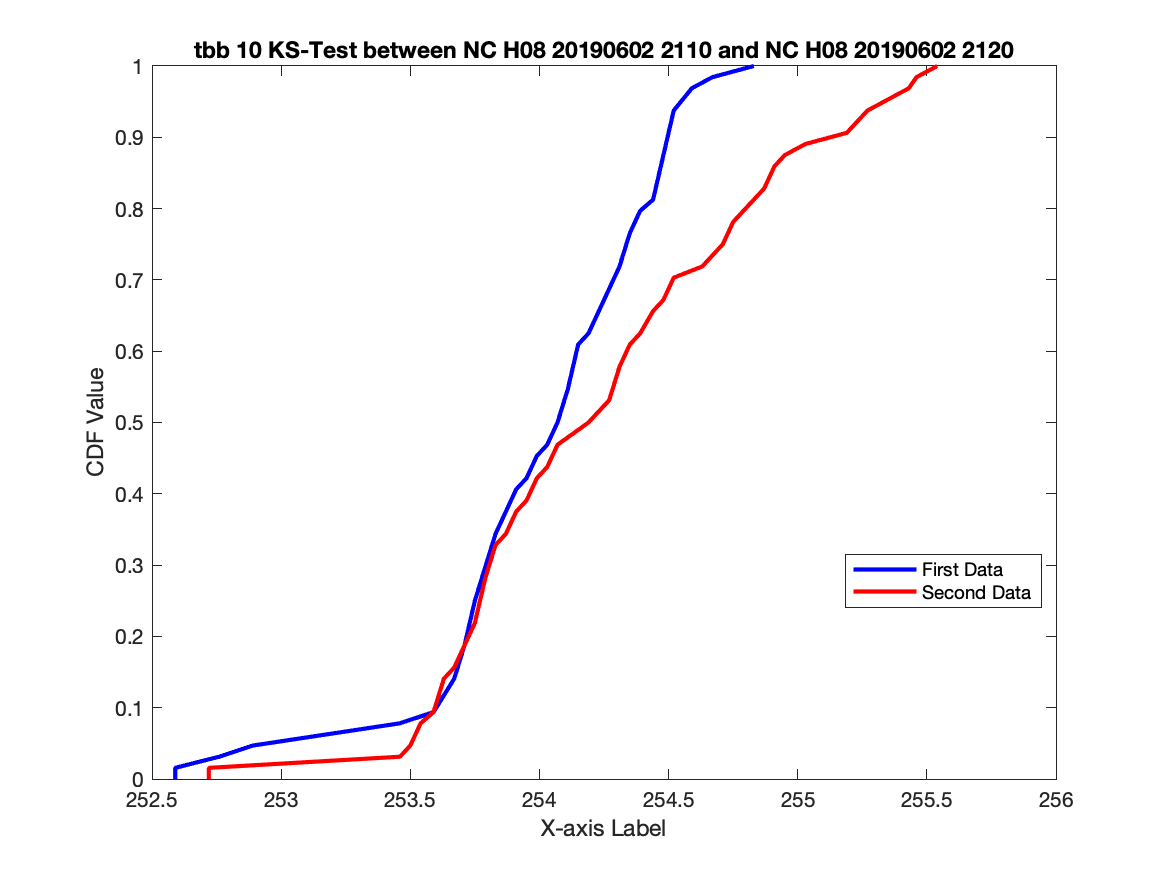 tbb 10 KS-Test between NC H08 20190602 2110 and NC H08 20190602 2120
1
0.9
0.8
0.7
0.6
0.5
0.4
0.3
0.2
0.1
0
CDF Value
First Data
Second Data
252.5 253 253.5 254 254.5 255 255.5 256
X-axis Label